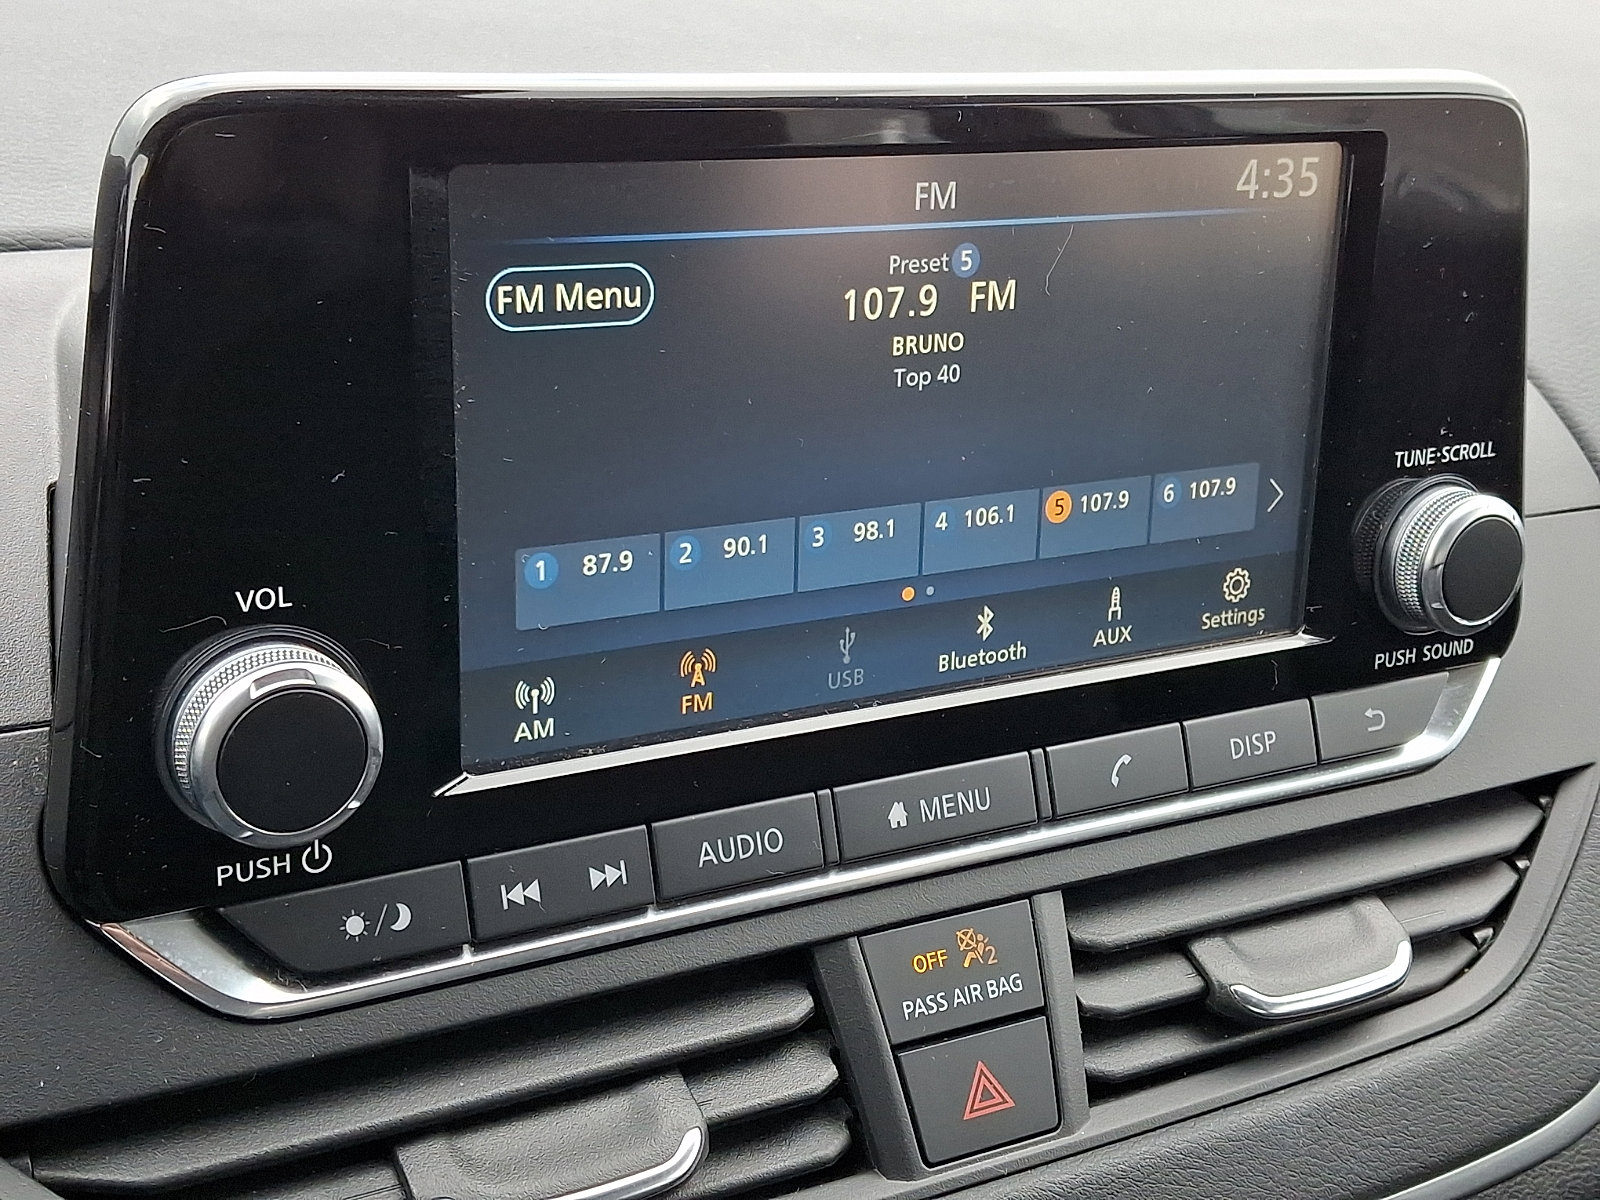 FM
4:35
FM Menu
Preset 5
107.9 FM
BRUNO
Top 40
1 87.9
2 90.1
3 98.1
4 106.1
5 107.9
6 107.9
AM
FM
USB
Bluetooth
AUX
Settings
VOL
PUSH
TUNE·SCROLL
PUSH SOUND
AUDIO
MENU
DISP
OFF 2
PASS AIR BAG